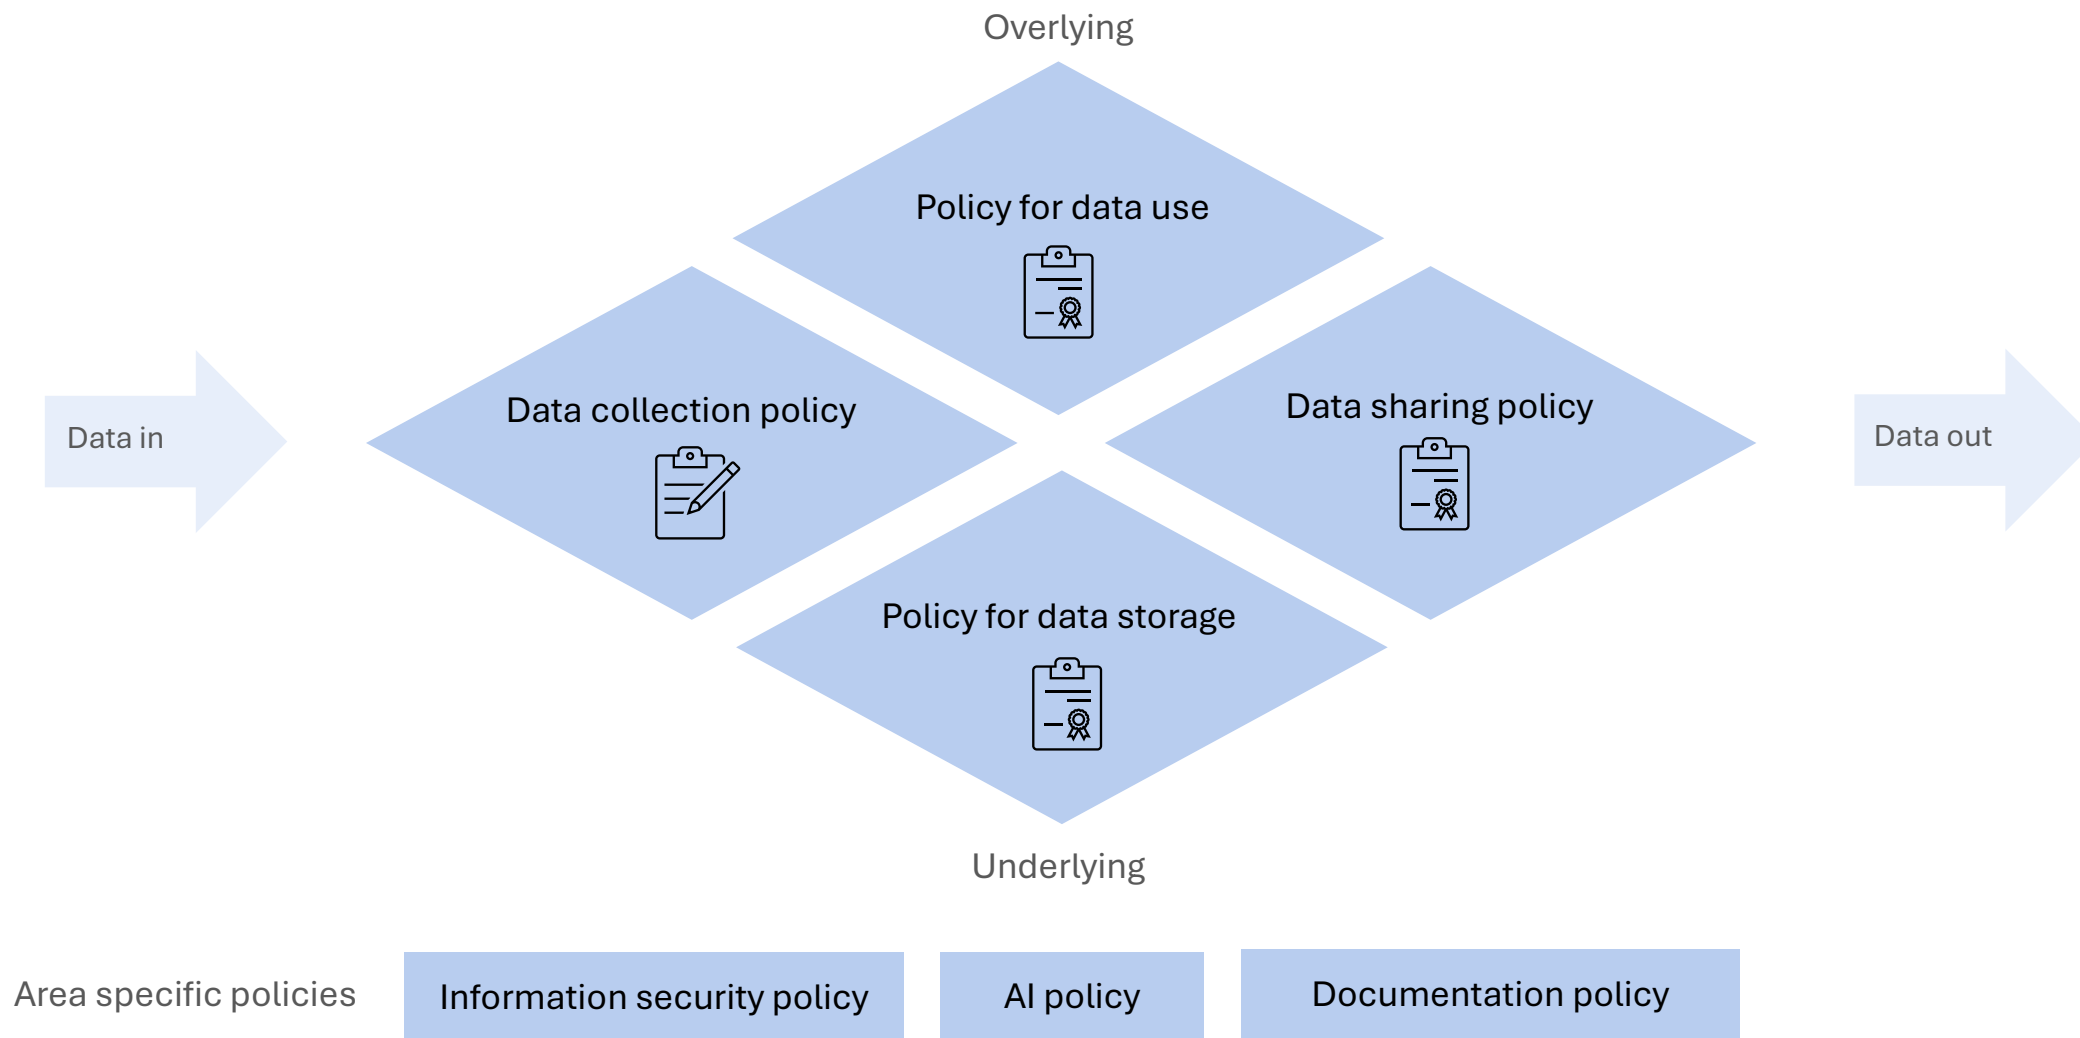 Overlying
Policy for data use
Data collection policy
Data sharing policy
Data in
Data out
Policy for data storage
Underlying
Area specific policies
Information security policy
AI policy
Documentation policy